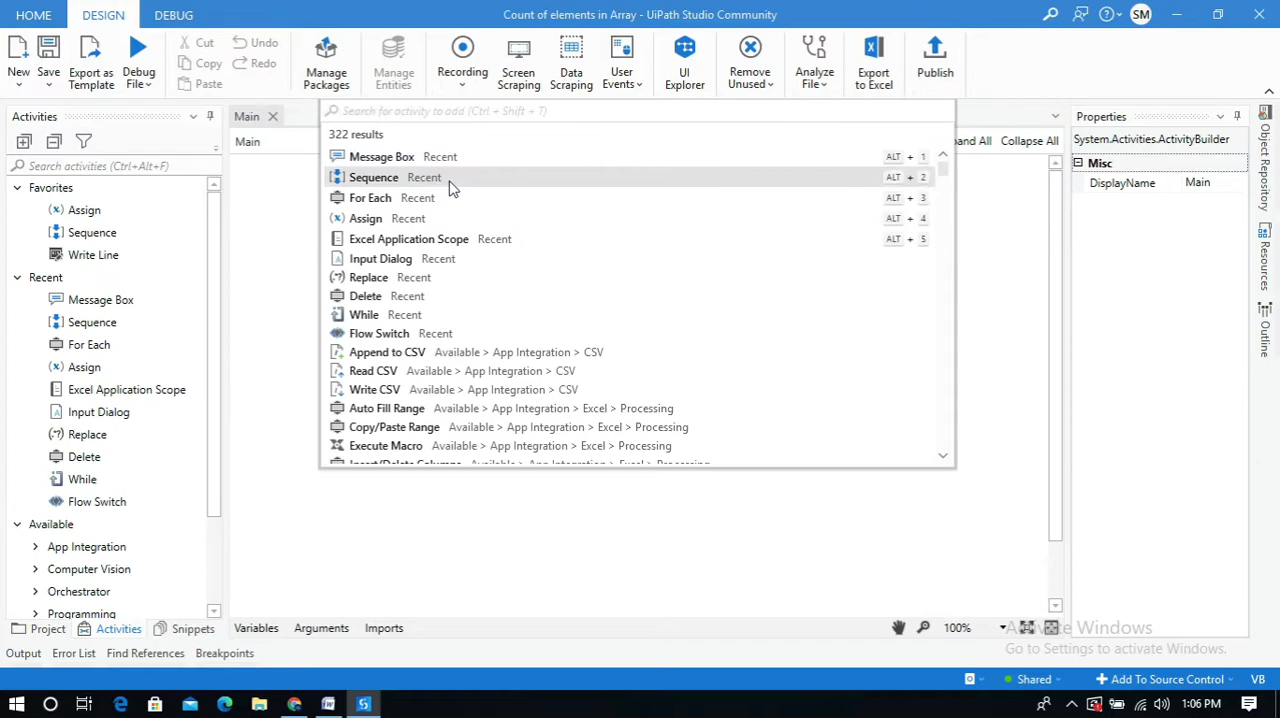 HOME DESIGN DEBUG Count of elements in Array - UiPath Studio Community SM
New Save Export as Template Debug File Cut Copy Paste Undo Redo Manage Packages Manage Entities Recording Screen Scraping Data Scraping User Events UI Explorer Remove Unused Analyze File Export to Excel Publish
Activities
Search activities (Ctrl+Alt+F)
Favorites
Assign
Sequence
Write Line
Recent
Message Box
Sequence
For Each
Assign
Excel Application Scope
Input Dialog
Replace
Delete
While
Flow Switch
Available
App Integration
Computer Vision
Orchestrator
Programming
Project Activities Snippets
Main
Main
Collapse All
Search for activity to add (Ctrl + Shift + T)
322 results
Message Box Recent ALT + 1
Sequence Recent ALT + 2
For Each Recent ALT + 3
Assign Recent ALT + 4
Excel Application Scope Recent ALT + 5
Input Dialog Recent
Replace Recent
Delete Recent
While Recent
Flow Switch Recent
Append to CSV Available > App Integration > CSV
Read CSV Available > App Integration > CSV
Write CSV Available > App Integration > CSV
Auto Fill Range Available > App Integration > Excel > Processing
Copy/Paste Range Available > App Integration > Excel > Processing
Execute Macro Available > App Integration > Excel > Processing
Variables Arguments Imports 100%
Properties
System.Activities.ActivityBuilder
Misc
DisplayName Main
Object Repository
Resources
Outline
Activate Windows
Go to Settings to activate Windows.
Output Error List Find References Breakpoints
Shared Add To Source Control VB
1:06 PM